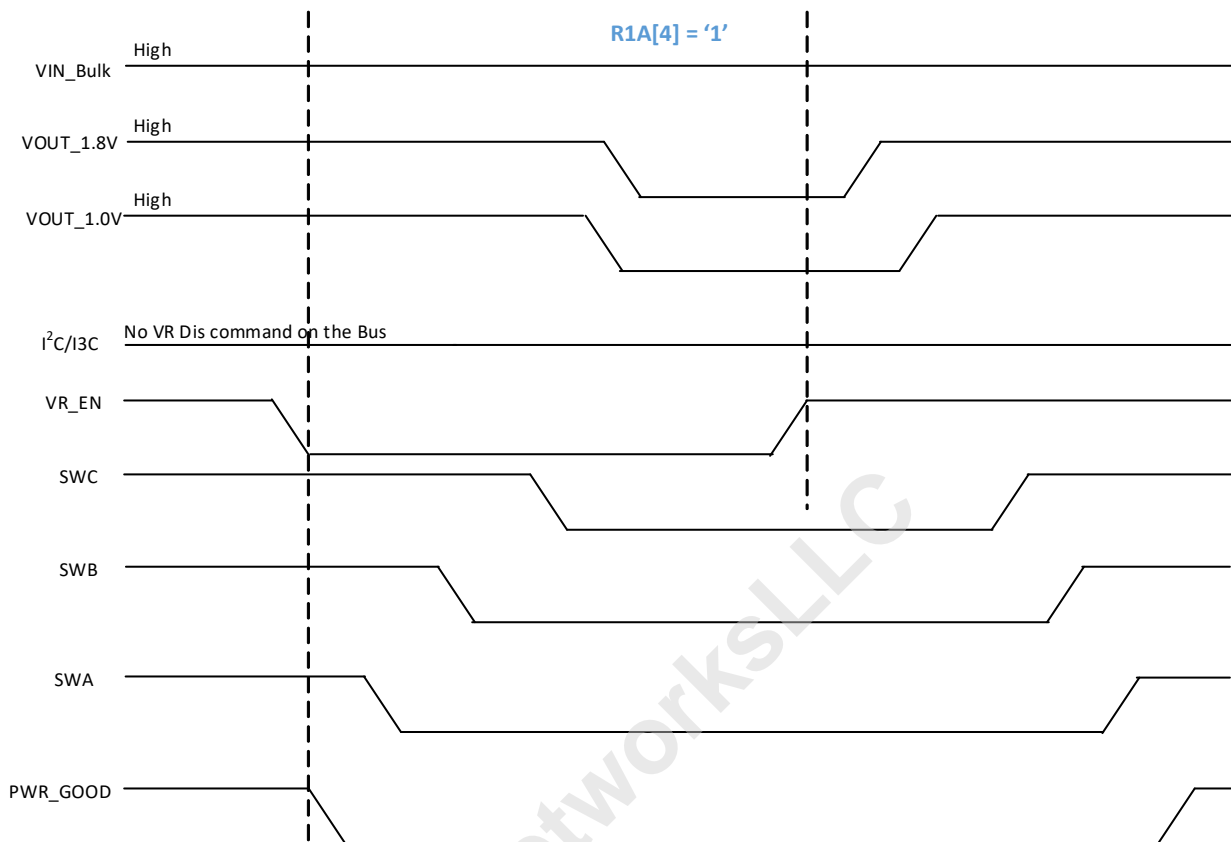 R1A[4] = ‘1’
High
VIN_Bulk
High
VOUT_1.8V
High
VOUT_1.0V
No VR Dis command on the Bus
I²C/I3C
VR_EN
SWC
SWB
SWA
PWR_GOOD
tworksLLC